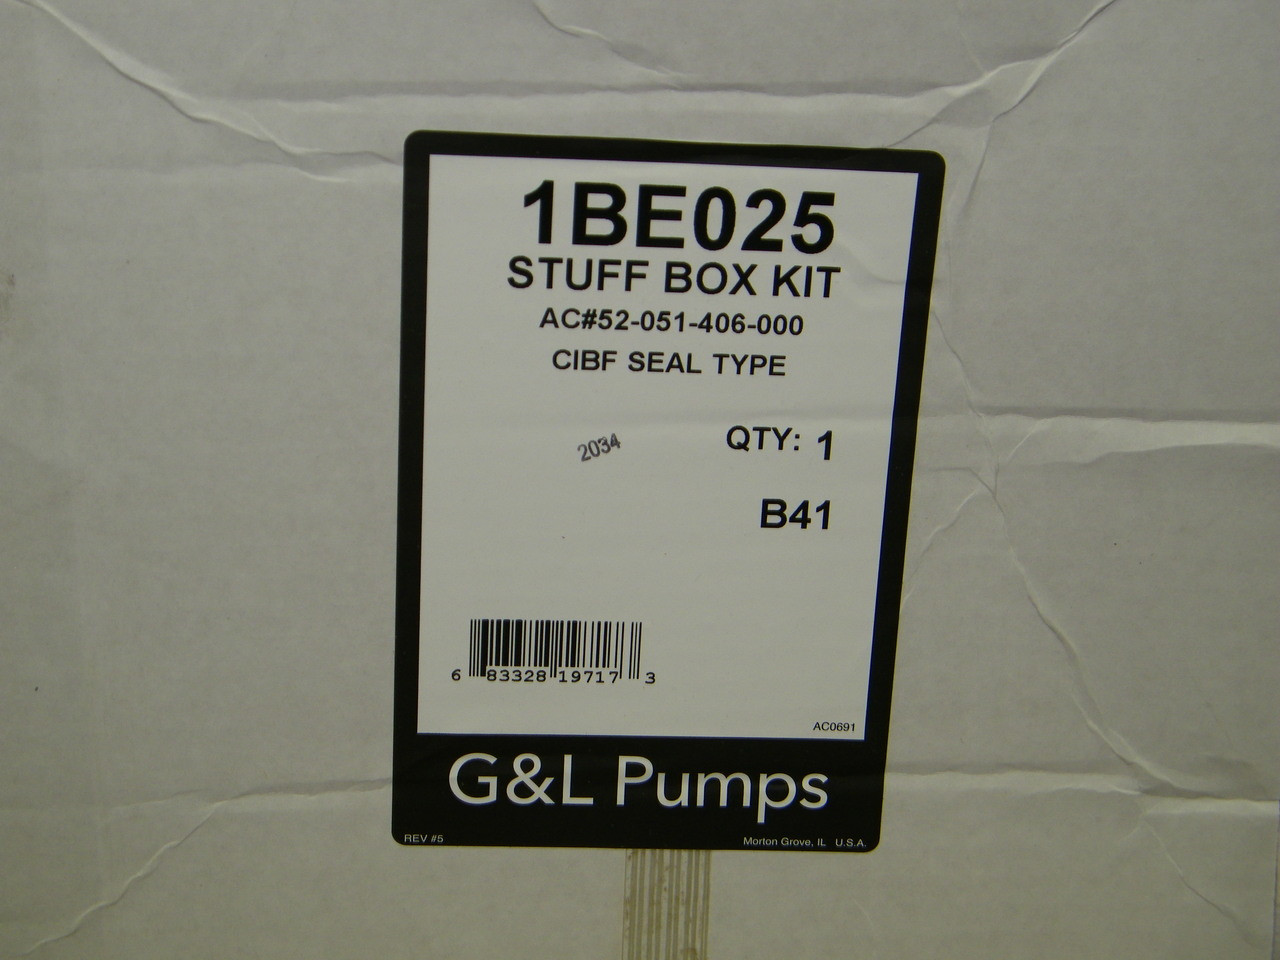 1BE025
STUFF BOX KIT
AC#52-051-406-000
CIBF SEAL TYPE
2034
QTY: 1
B41
6 83328 19717 3
AC0691
G&L Pumps
REV #5
Morton Grove, IL U.S.A.